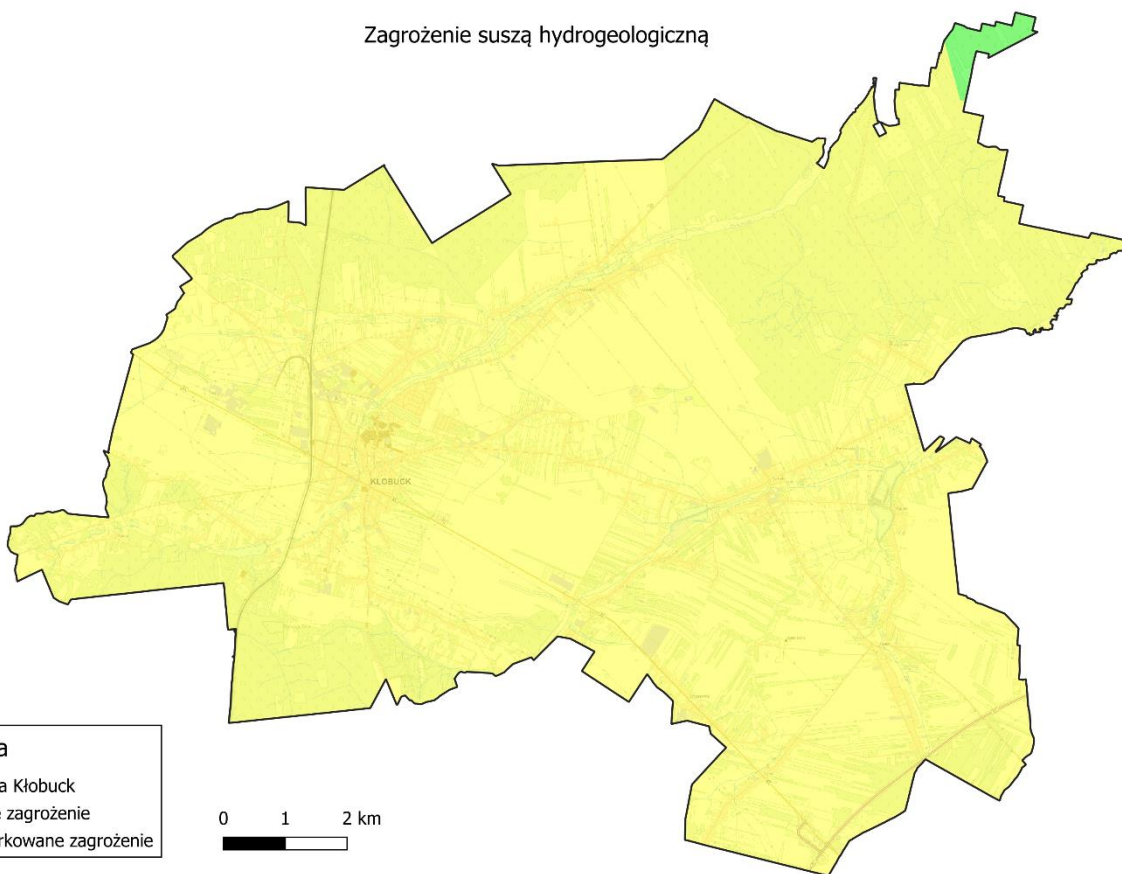 Zagrożenie suszą hydrogeologiczną
KŁOBUCK
a
a Kłobuck
e zagrożenie
rkowane zagrożenie
0 1 2 km